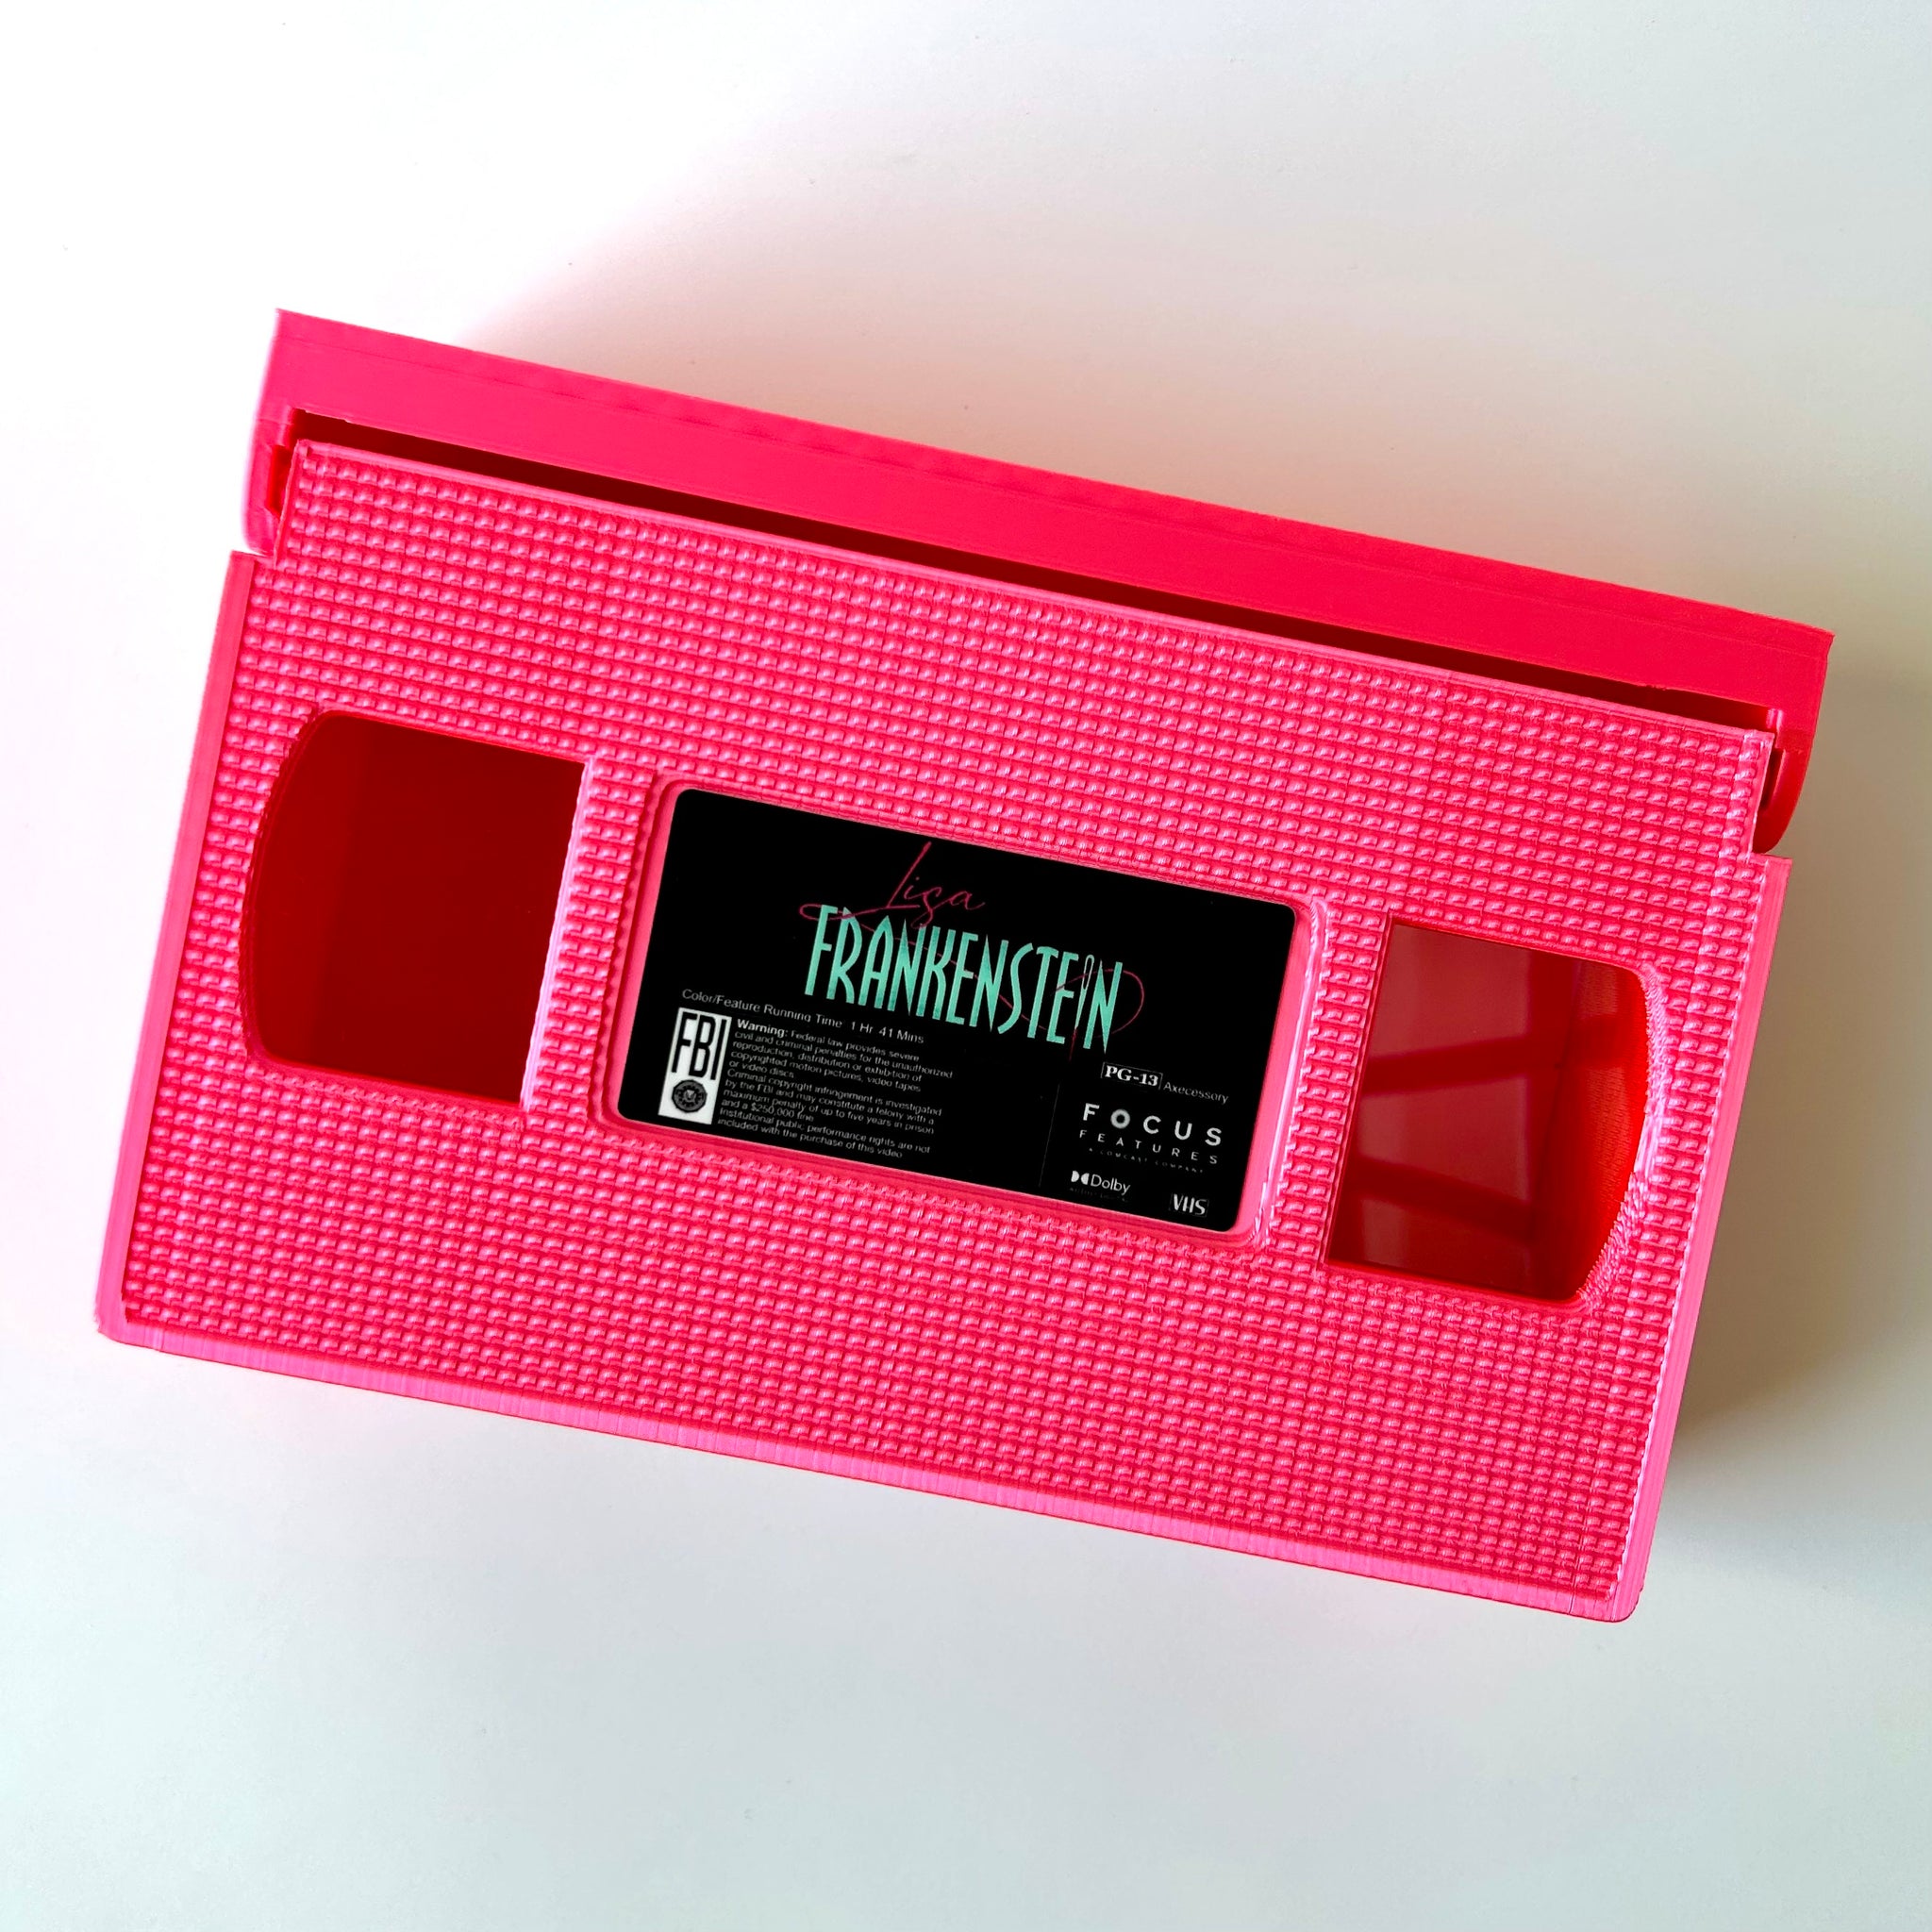 Lisa
FRANKENSTEIN
Color/Feature Running Time 1 Hr 41 Mins
FBI
Warning: Federal law provides severe
civil and criminal penalties for the unauthorized
reproduction, distribution or exhibition of
copyrighted motion pictures, video tapes
or video discs.
Criminal copyright infringement is investigated
by the FBI and may constitute a felony with a
maximum penalty of up to five years in prison
and a $250,000 fine.
Institutional public performance rights are not
included with the purchase of this video
PG-13 Axecessory
FOCUS
FEATURES
A COMCAST COMPANY
Dolby
VHS